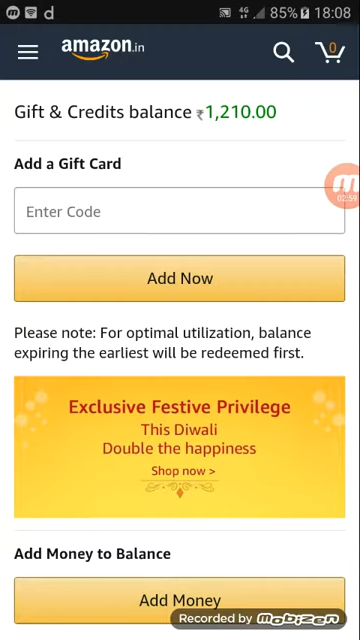 85% 18:08
amazon.in
0
Gift & Credits balance ₹1,210.00
Add a Gift Card
02:59
Enter Code
Add Now
Please note: For optimal utilization, balance
expiring the earliest will be redeemed first.
Exclusive Festive Privilege
This Diwali
Double the happiness
Shop now >
Add Money to Balance
Add Money
Recorded by Mobizen